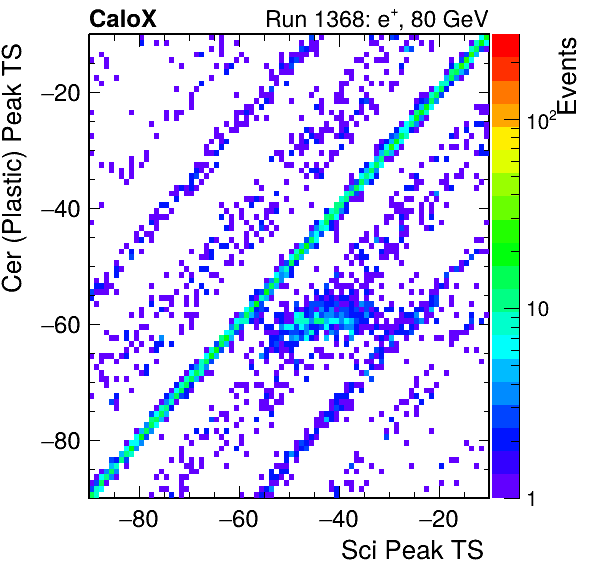 CaloX Run 1368: e⁺, 80 GeV
Cer (Plastic) Peak TS
−20
−40
−60
−80
−80 −60 −40 −20
Sci Peak TS
Events
10²
10
1